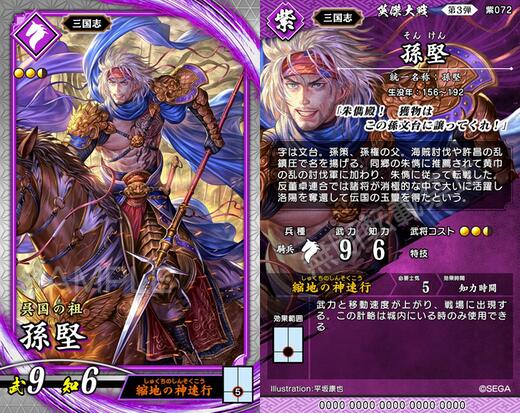 三国志
呉国の祖
孫堅
武9 知6
しゅくちのしんそくこう
縮地の神速行
5
紫
三国志
英傑大戦
第3弾
紫072
そん けん
孫堅
統一名称:孫堅
生没年:156～192
「朱儁殿! 獲物は
この孫文台に譲ってくれ!」
字は文台。孫策、孫権の父。海賊討伐や許昌の乱
鎮圧で名を揚げる。同郷の朱儁に推薦されて黄巾
の乱の討伐軍に加わり、朱儁に従って転戦した。
反董卓連合では諸将が消極的な中で大いに活躍し
洛陽を奪還して伝国の玉璽を得たという。
兵種 武力 知力 武将コスト
騎兵 9 6 特技
しゅくちのしんそくこう
縮地の神速行
必要士気
5
効果時間
知力時間
効果範囲
武力と移動速度が上がり、戦場に出現す
る。この計略は城内にいる時のみ使用でき
る
Illustration:平坂康也
©SEGA
0000 0000 0000 0000 0000